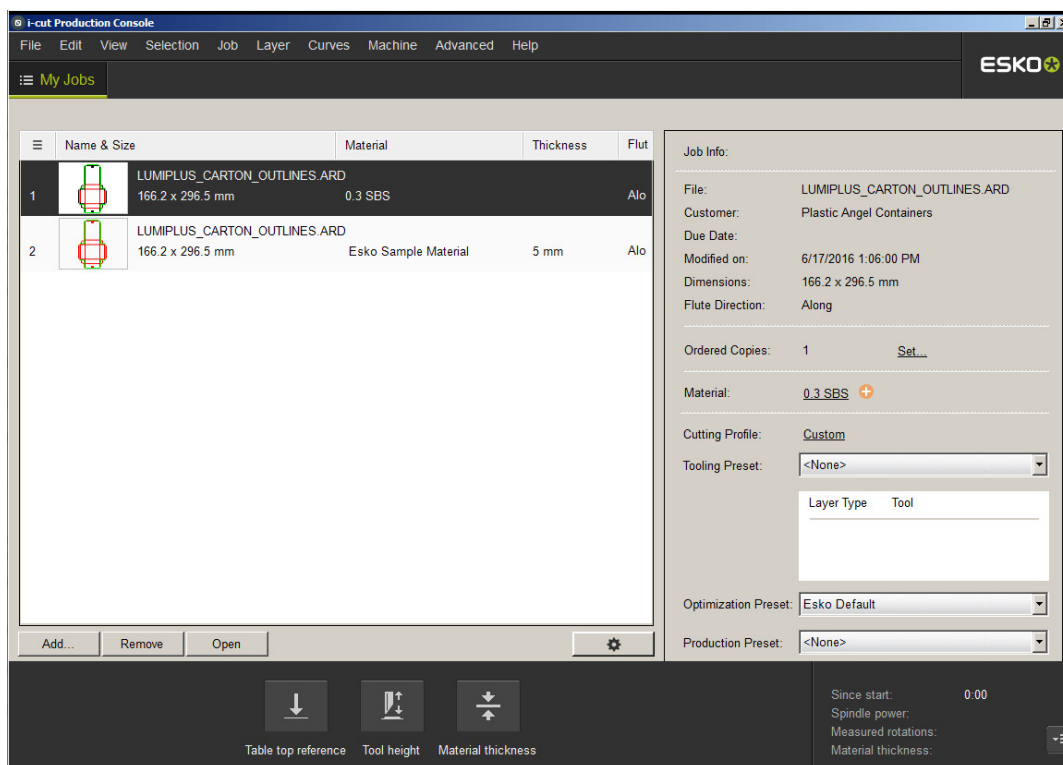 i-cut Production Console
File Edit View Selection Job Layer Curves Machine Advanced Help
ESKO
My Jobs
Name & Size Material Thickness Flut
LUMIPLUS_CARTON_OUTLINES.ARD
1 166.2 x 296.5 mm 0.3 SBS Alo
LUMIPLUS_CARTON_OUTLINES.ARD
2 166.2 x 296.5 mm Esko Sample Material 5 mm Alo
Add... Remove Open
Job Info:
File: LUMIPLUS_CARTON_OUTLINES.ARD
Customer: Plastic Angel Containers
Due Date:
Modified on: 6/17/2016 1:06:00 PM
Dimensions: 166.2 x 296.5 mm
Flute Direction: Along
Ordered Copies: 1 Set...
Material: 0.3 SBS
Cutting Profile: Custom
Tooling Preset: <None>
Layer Type Tool
Optimization Preset: Esko Default
Production Preset: <None>
Table top reference Tool height Material thickness
Since start: 0:00
Spindle power:
Measured rotations:
Material thickness: